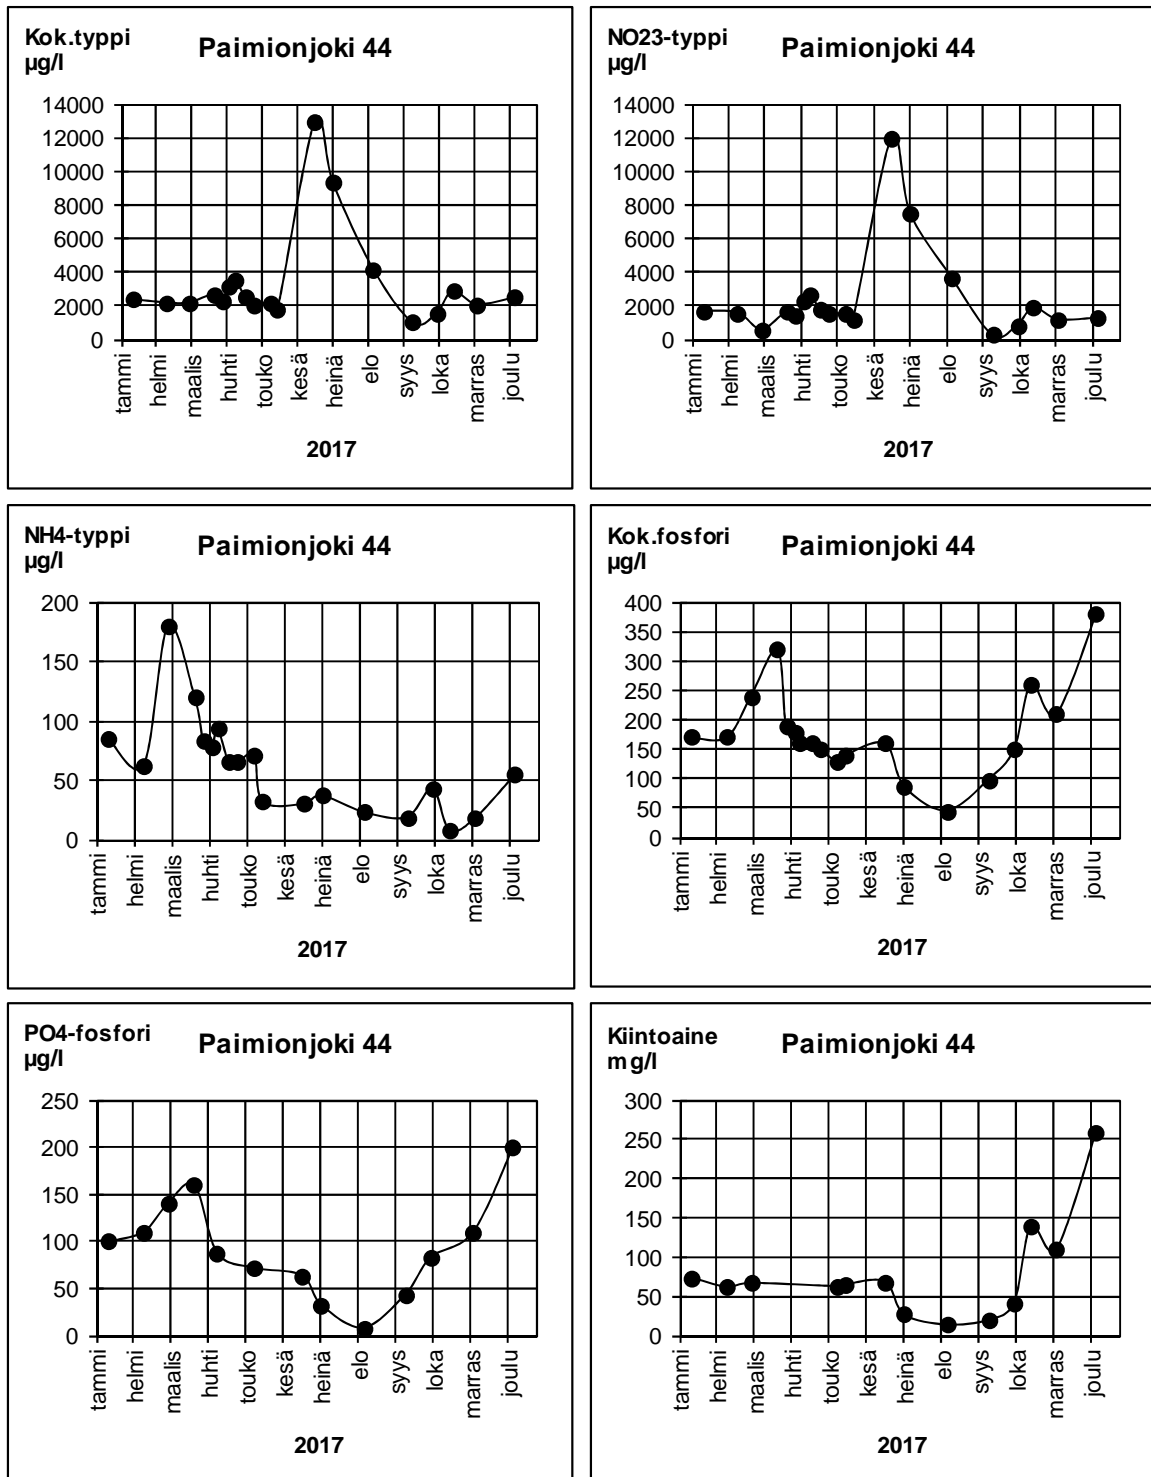 Kok.typpi
µg/l
Paimionjoki 44
14000
12000
10000
8000
6000
4000
2000
0
tammi
helmi
maalis
huhti
touko
kesä
heinä
elo
syys
loka
marras
joulu
2017
NO23-typpi
µg/l
Paimionjoki 44
14000
12000
10000
8000
6000
4000
2000
0
tammi
helmi
maalis
huhti
touko
kesä
heinä
elo
syys
loka
marras
joulu
2017
NH4-typpi
µg/l
Paimionjoki 44
200
150
100
50
0
tammi
helmi
maalis
huhti
touko
kesä
heinä
elo
syys
loka
marras
joulu
2017
Kok.fosfori
µg/l
Paimionjoki 44
400
350
300
250
200
150
100
50
0
tammi
helmi
maalis
huhti
touko
kesä
heinä
elo
syys
loka
marras
joulu
2017
PO4-fosfori
µg/l
Paimionjoki 44
250
200
150
100
50
0
tammi
helmi
maalis
huhti
touko
kesä
heinä
elo
syys
loka
marras
joulu
2017
Kiintoaine
mg/l
Paimionjoki 44
300
250
200
150
100
50
0
tammi
helmi
maalis
huhti
touko
kesä
heinä
elo
syys
loka
marras
joulu
2017